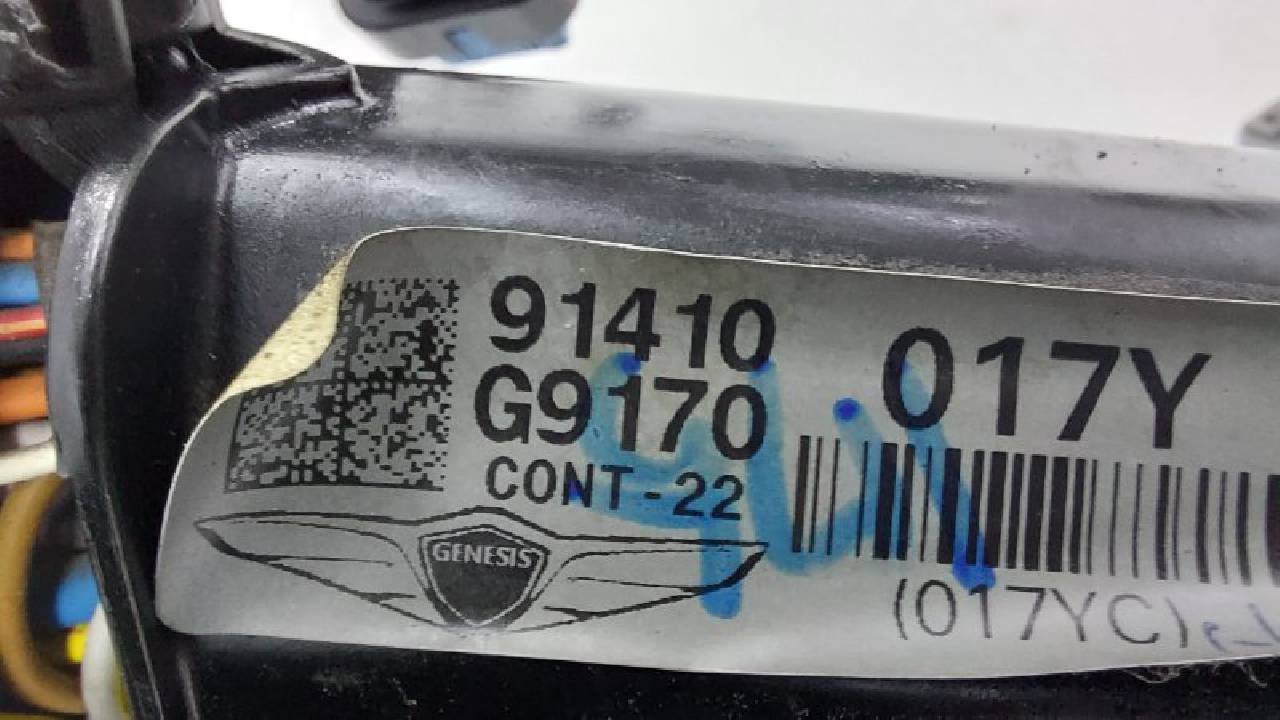 91410
G9170
CONT-22
GENESIS
017Y
(017YC)